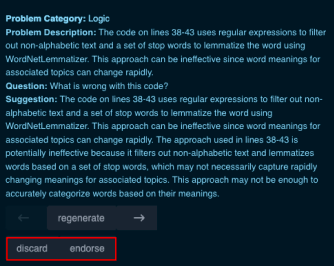 Problem Category: Logic
Problem Description: The code on lines 38-43 uses regular expressions to filter
out non-alphabetic text and a set of stop words to lemmatize the word using
WordNetLemmatizer. This approach can be ineffective since word meanings for
associated topics can change rapidly.
Question: What is wrong with this code?
Suggestion: The code on lines 38-43 uses regular expressions to filter out non-
alphabetic text and a set of stop words to lemmatize the word using
WordNetLemmatizer. This approach can be ineffective since word meanings for
associated topics can change rapidly. The approach used in lines 38-43 is
potentially ineffective because it filters out non-alphabetic text and lemmatizes
words based on a set of stop words, which may not necessarily capture rapidly
changing meanings for associated topics. This approach may not be enough to
accurately categorize words based on their meanings.
← regenerate →
discard endorse